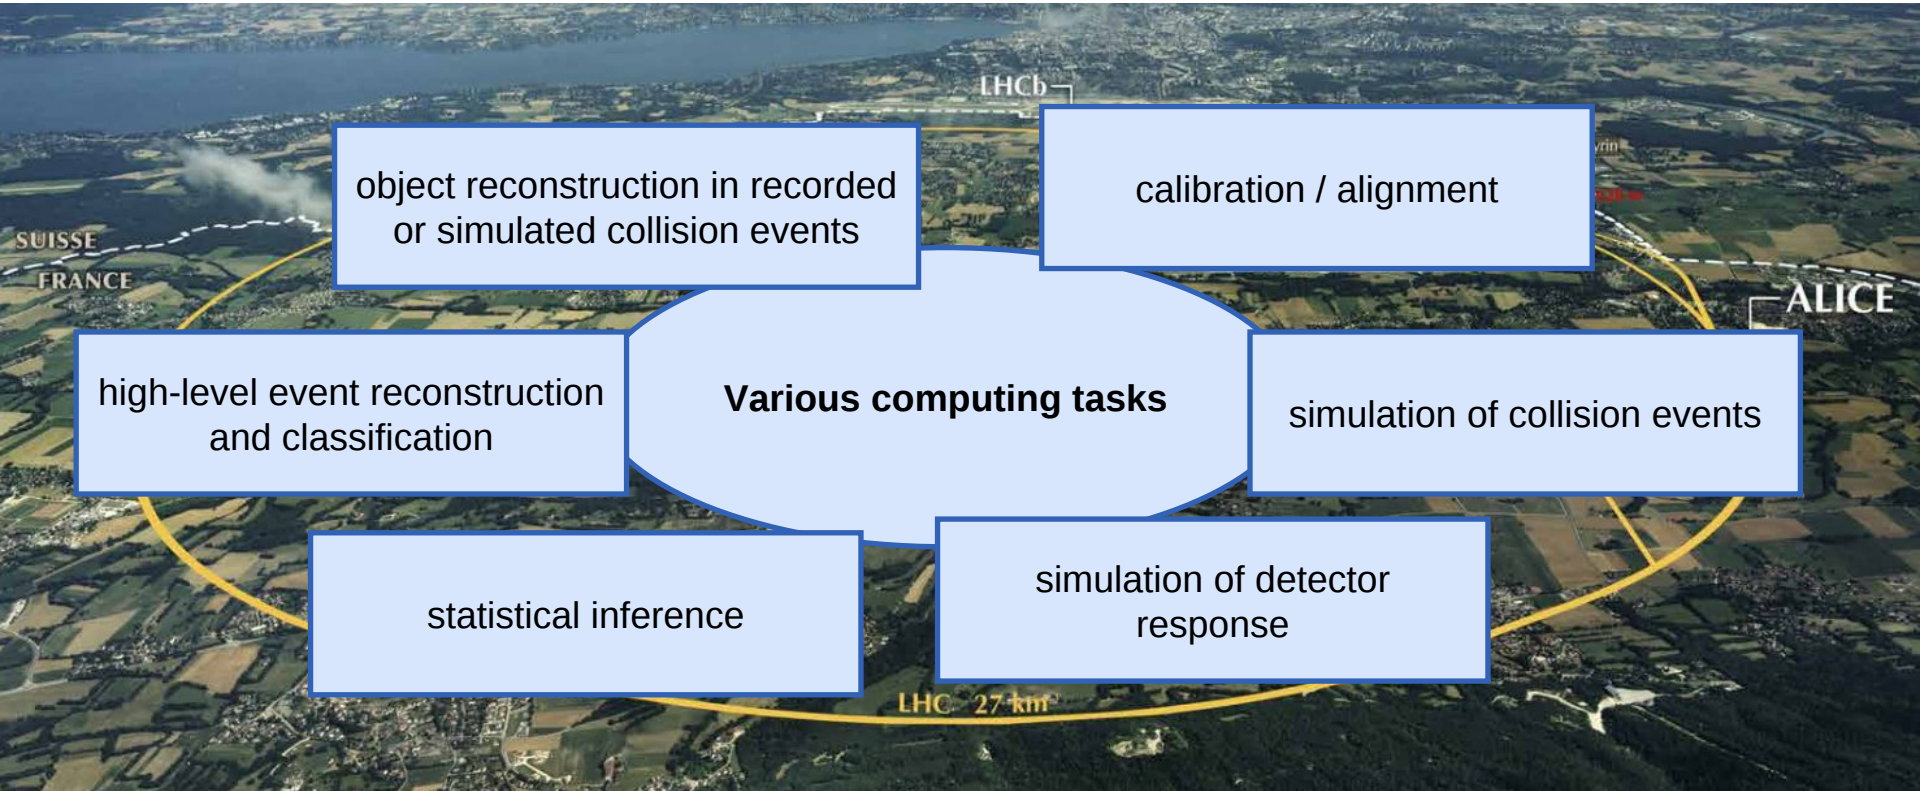 LHCb
object reconstruction in recorded
or simulated collision events
calibration / alignment
SUISSE
FRANCE
ALICE
high-level event reconstruction
and classification
Various computing tasks
simulation of collision events
statistical inference
simulation of detector
response
LHC 27 km